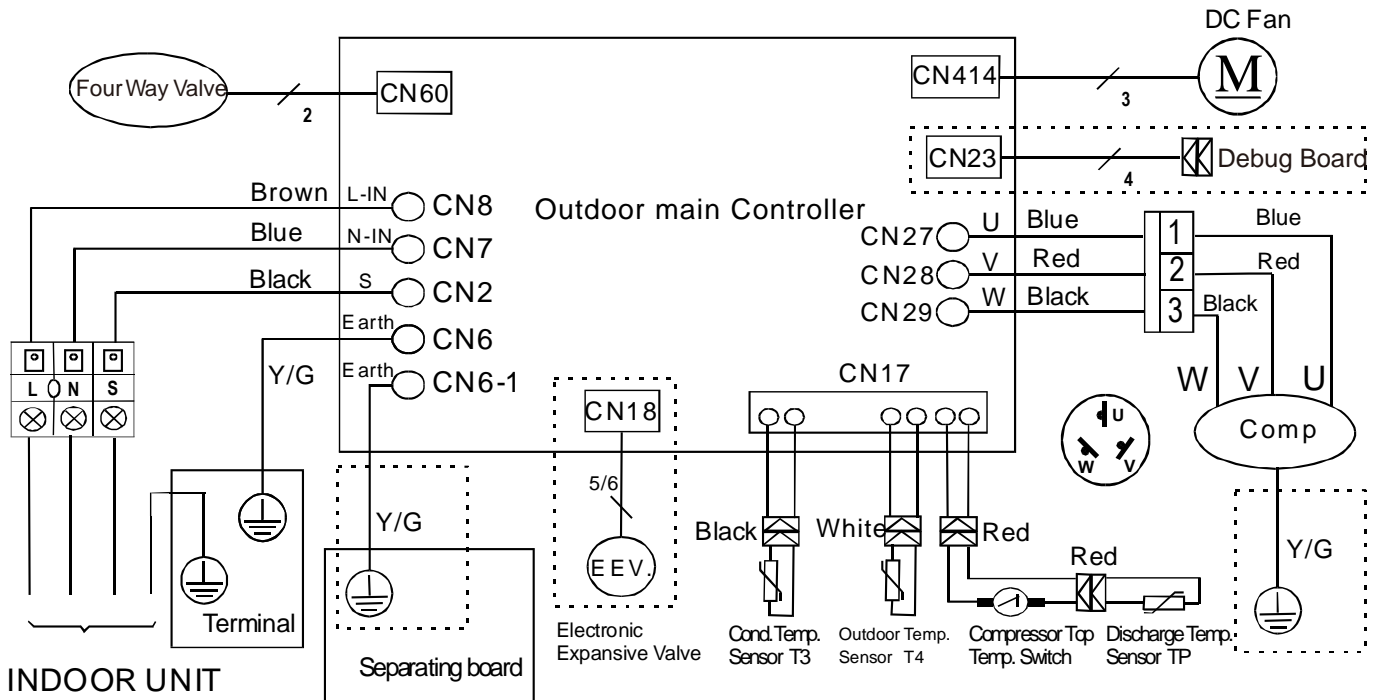 DC Fan
Four Way Valve
2
CN60
CN414
3
M
CN23
4
Debug Board
Brown
L-IN
CN8
Outdoor main Controller
Blue
N-IN
CN7
Black
S
CN2
Earth
CN6
Y/G
Earth
CN6-1
CN27
U
Blue
1
Blue
CN28
V
Red
2
Red
CN29
W
Black
3
Black
L
N
S
CN18
CN17
W
V
U
U
W
V
Comp
5/6
EEV.
Y/G
Black
White
Red
Red
Y/G
Terminal
Separating board
Electronic
Expansive Valve
Cond. Temp.
Sensor T3
Outdoor Temp.
Sensor T4
Compressor Top
Temp. Switch
Discharge Temp.
Sensor TP
INDOOR UNIT